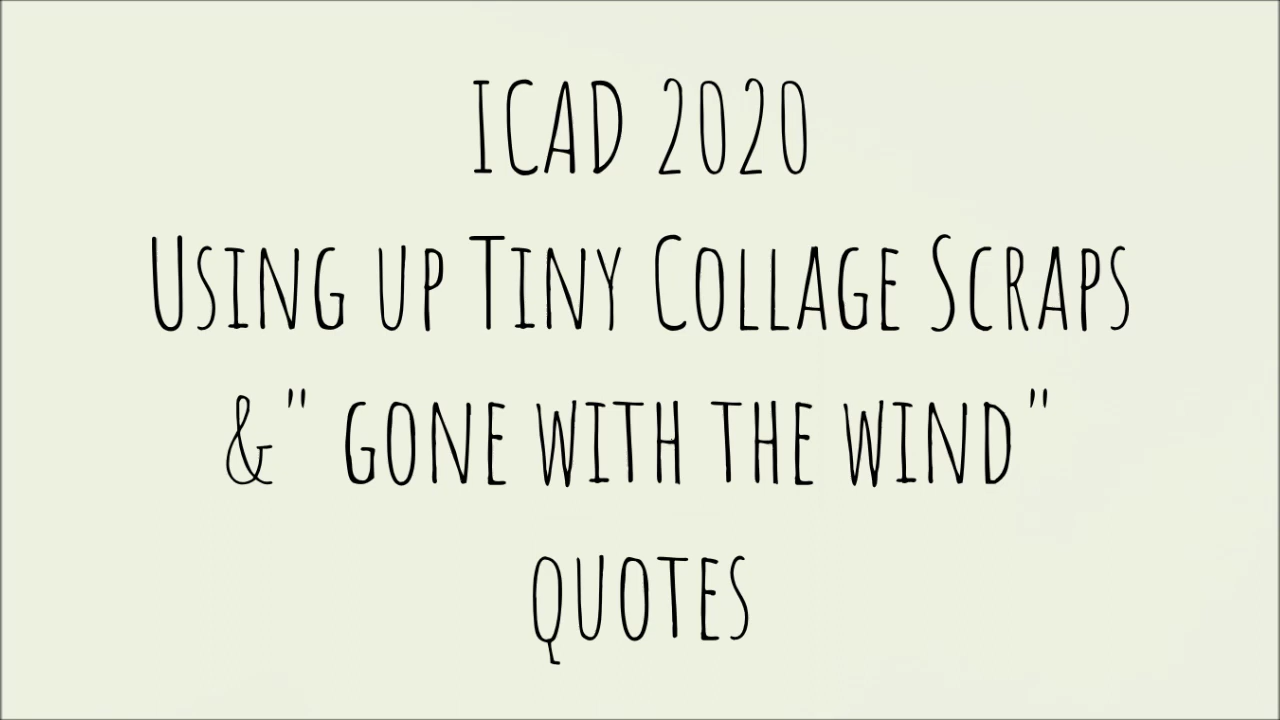 ICAD 2020
USING UP TINY COLLAGE SCRAPS
& " GONE WITH THE WIND "
QUOTES